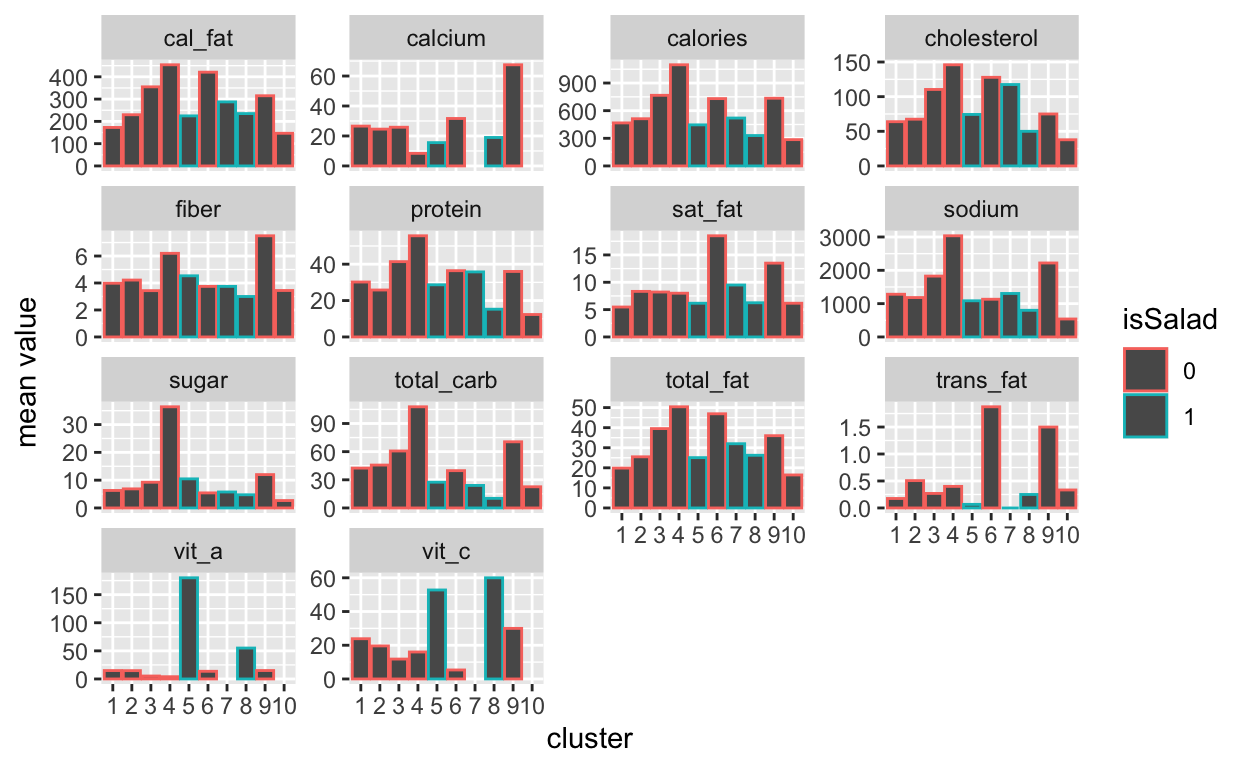 cal_fat
calcium
calories
cholesterol
400
300
200
100
0
60
40
20
0
900
600
300
0
150
100
50
0
fiber
protein
sat_fat
sodium
6
4
2
0
40
20
0
15
10
5
0
3000
2000
1000
0
sugar
total_carb
total_fat
trans_fat
30
20
10
0
90
60
30
0
50
40
30
20
10
0
1.5
1.0
0.5
0.0
1 2 3 4 5 6 7 8 9 10
1 2 3 4 5 6 7 8 9 10
vit_a
vit_c
150
100
50
0
60
40
20
0
1 2 3 4 5 6 7 8 9 10
1 2 3 4 5 6 7 8 9 10
mean value
cluster
isSalad
0
1